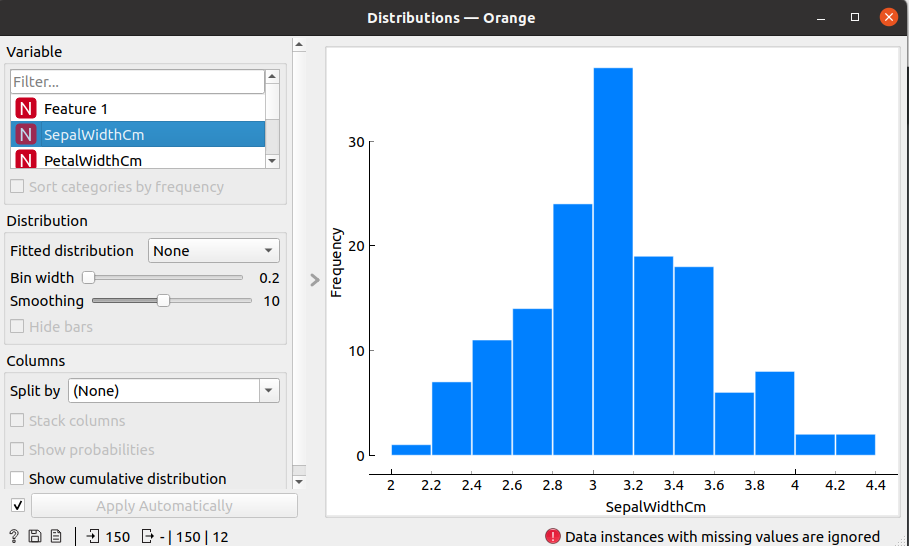 Distributions — Orange
Variable
Filter...
N Feature 1
N SepalWidthCm
N PetalWidthCm
Sort categories by frequency
Distribution
Fitted distribution None
Bin width 0.2
Smoothing 10
Hide bars
Columns
Split by (None)
Stack columns
Show probabilities
Show cumulative distribution
Apply Automatically
? 150 - | 150 | 12
Frequency
30
20
10
0
2 2.2 2.4 2.6 2.8 3 3.2 3.4 3.6 3.8 4 4.2 4.4
SepalWidthCm
Data instances with missing values are ignored